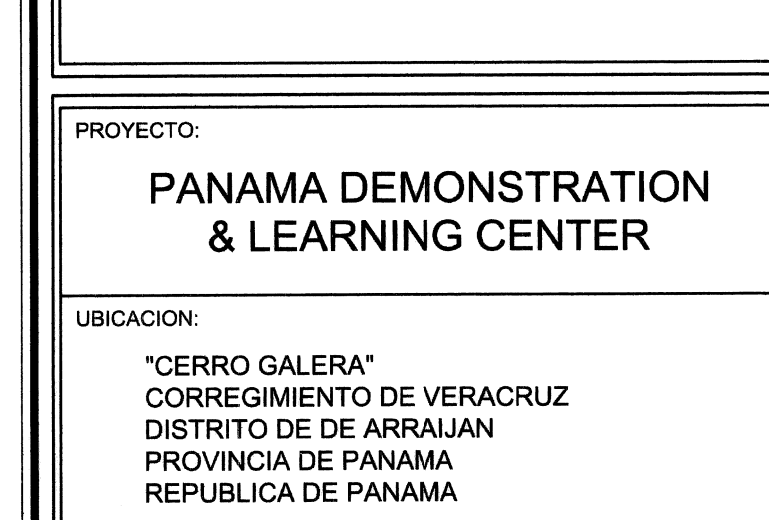 PROYECTO:
PANAMA DEMONSTRATION
& LEARNING CENTER
UBICACION:
"CERRO GALERA"
CORREGIMIENTO DE VERACRUZ
DISTRITO DE DE ARRAIJAN
PROVINCIA DE PANAMA
REPUBLICA DE PANAMA